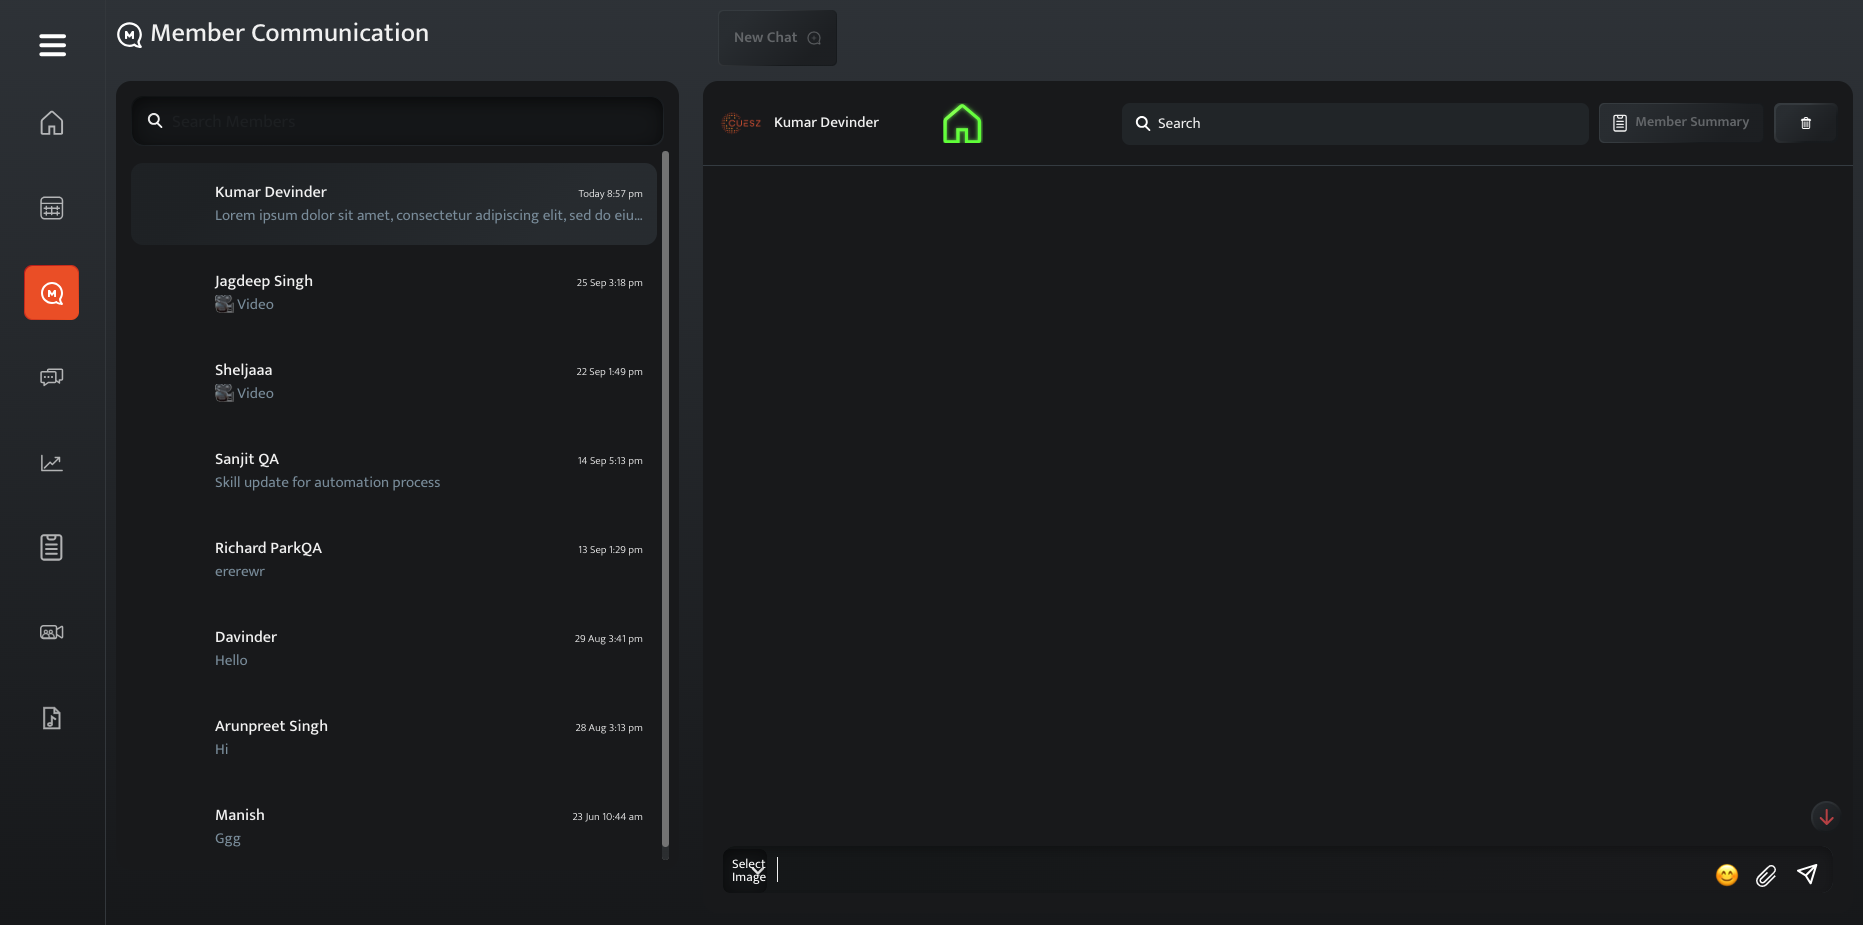 Member Communication
New Chat
Search Members
Kumar Devinder
Today 8:57 pm
Lorem ipsum dolor sit amet, consectetur adipiscing elit, sed do eiu...
Jagdeep Singh
25 Sep 3:18 pm
Video
Sheljaaa
22 Sep 1:49 pm
Video
Sanjit QA
14 Sep 5:13 pm
Skill update for automation process
Richard ParkQA
13 Sep 1:29 pm
ererewr
Davinder
29 Aug 3:41 pm
Hello
Arunpreet Singh
28 Aug 3:13 pm
Hi
Manish
23 Jun 10:44 am
Ggg
CUESZ
Kumar Devinder
Search
Member Summary
Select
Image